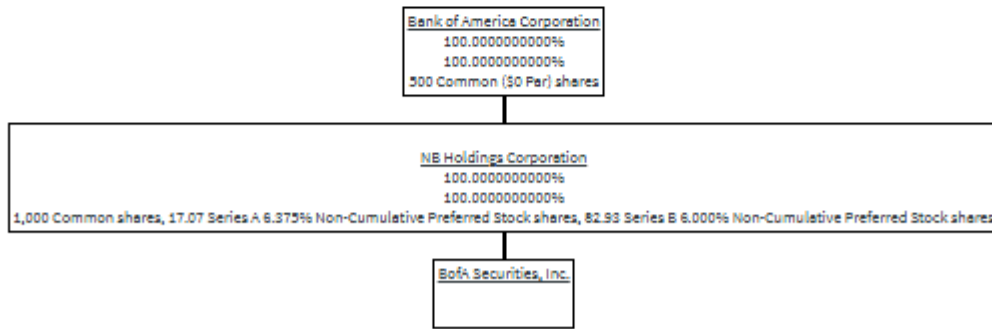 Bank of America Corporation
100.0000000000%
100.0000000000%
500 Common ($0 Par) shares
NB Holdings Corporation
100.0000000000%
100.0000000000%
1,000 Common shares, 17.07 Series A 6.375% Non-Cumulative Preferred Stock shares, 82.93 Series B 6.000% Non-Cumulative Preferred Stock shares
BofA Securities, Inc.